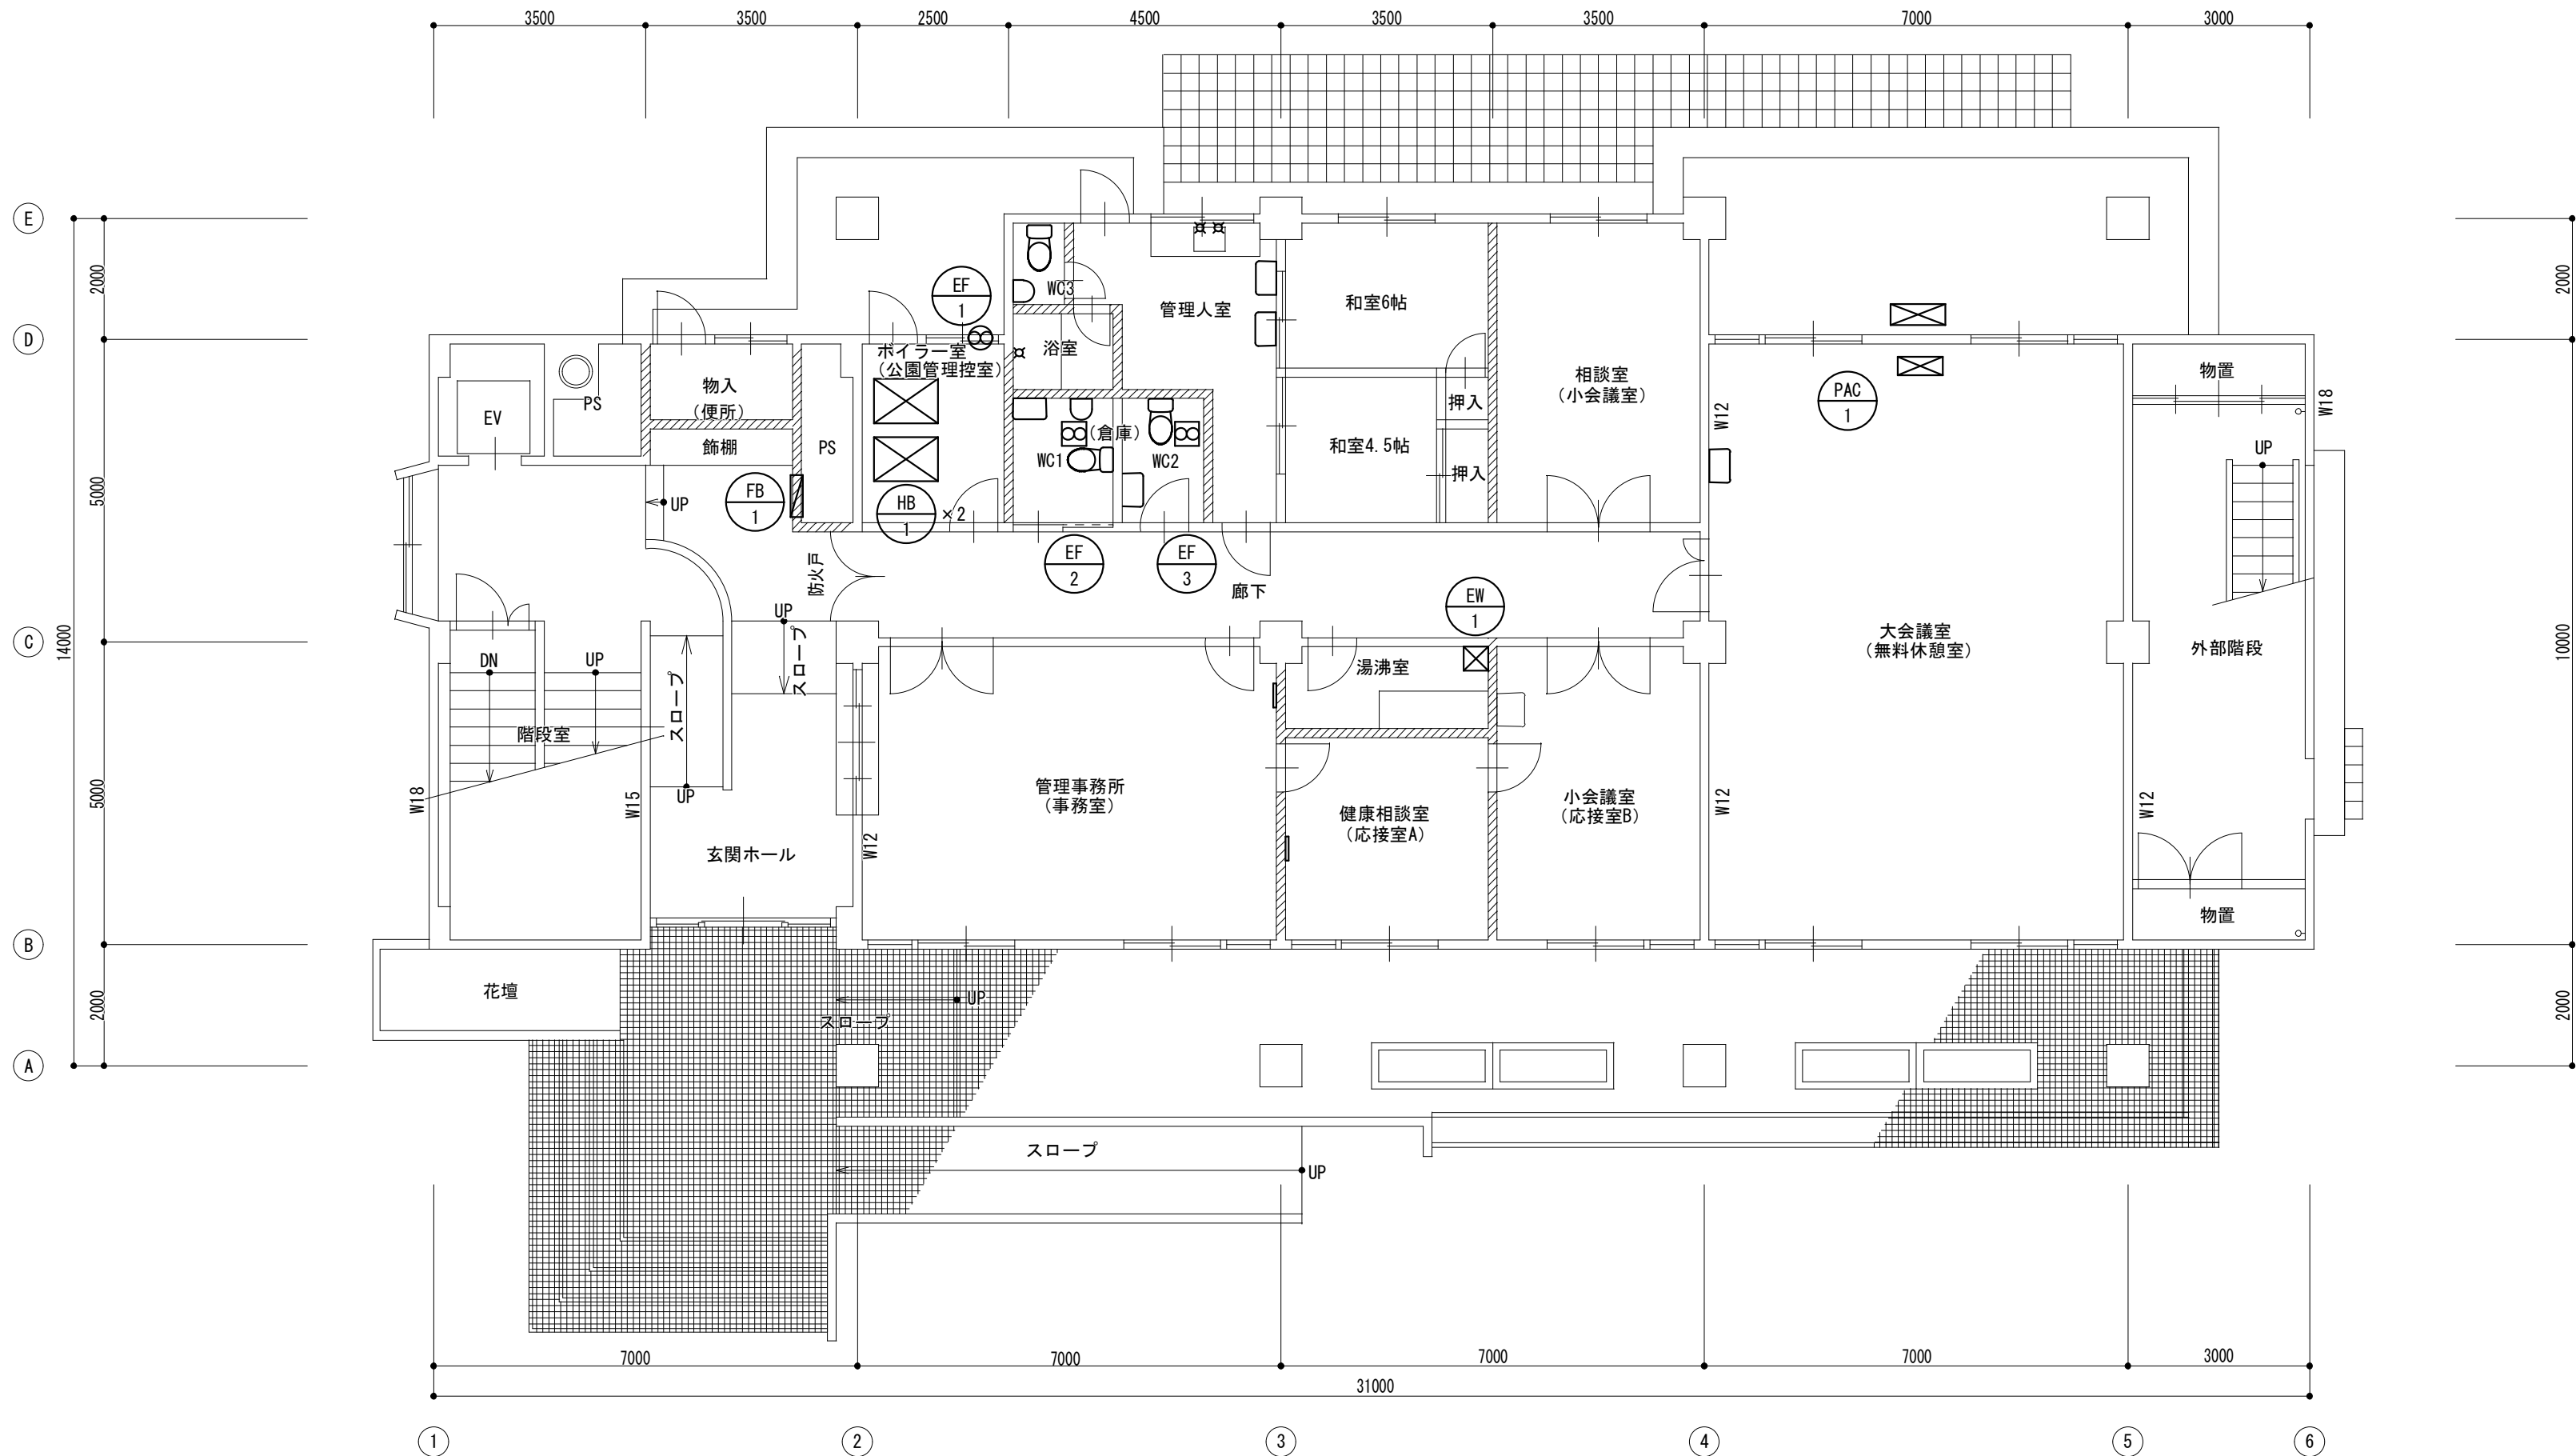 3500
3500
2500
4500
3500
3500
7000
3000
E
D
C
B
A
2000
5000
14000
5000
2000
2000
10000
2000
EF
1
WC3
管理人室
和室6帖
ボイラー室
(公園管理控室)
浴室
物入
(便所)
PS
EV
飾棚
PS
相談室
(小会議室)
PAC
1
物置
W18
W12
押入
(倉庫)
WC1
WC2
和室4.5帖
押入
UP
FB
1
UP
HB
1
×2
防火戸
EF
2
EF
3
廊下
EW
1
UP
スロープ
DN
UP
階段室
スロープ
UP
湯沸室
大会議室
(無料休憩室)
外部階段
W18
W15
W12
管理事務所
(事務室)
健康相談室
(応接室A)
小会議室
(応接室B)
W12
W12
玄関ホール
物置
花壇
UP
スロープ
スロープ
UP
7000
7000
7000
7000
3000
31000
1
2
3
4
5
6